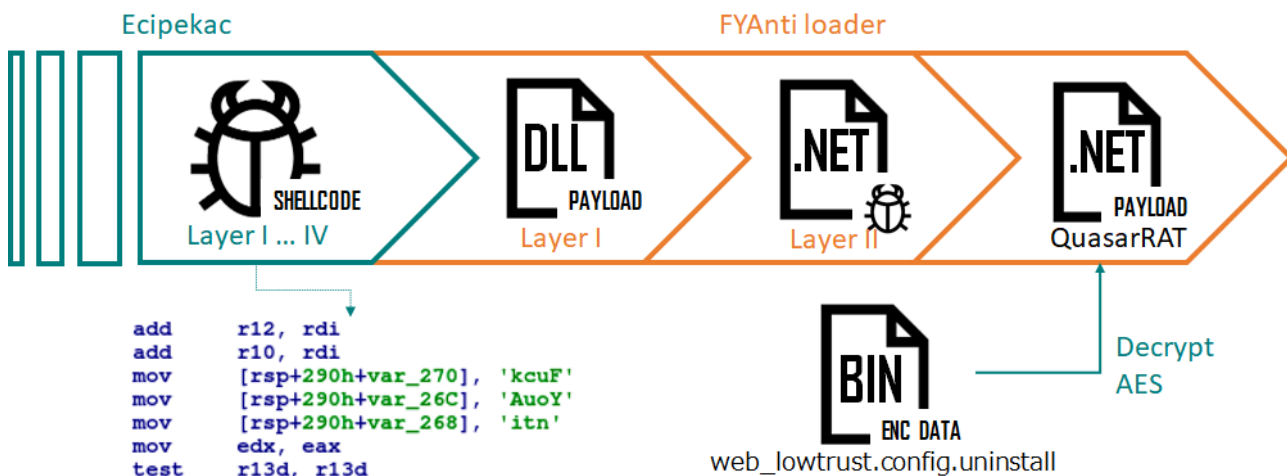 Ecipekac
FYAnti loader
SHELLCODE
Layer I ... IV
DLL
PAYLOAD
Layer I
.NET
Layer II
.NET
PAYLOAD
QuasarRAT
add r12, rdi
add r10, rdi
mov [rsp+290h+var_270], 'kcuF'
mov [rsp+290h+var_26C], 'AuoY'
mov [rsp+290h+var_268], 'itn'
mov edx, eax
test r13d, r13d
BIN
ENC DATA
web_lowtrust.config.uninstall
Decrypt
AES